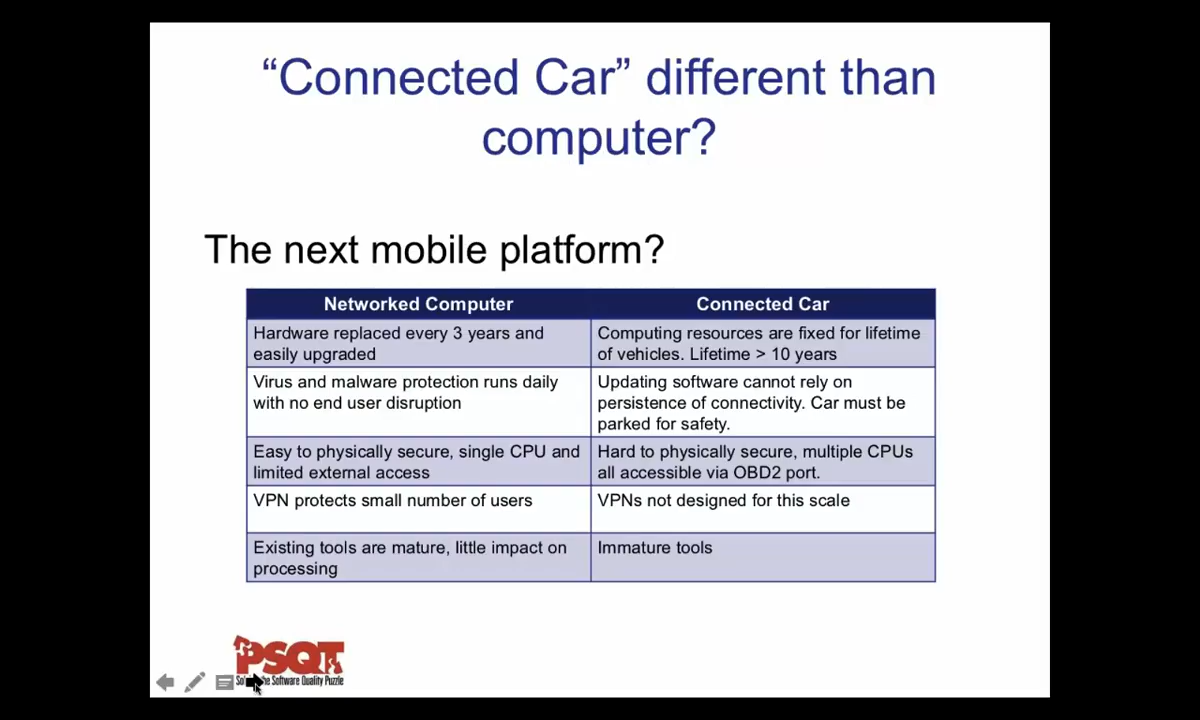 “Connected Car” different than
computer?
The next mobile platform?
Networked Computer
Connected Car
Hardware replaced every 3 years and
easily upgraded
Computing resources are fixed for lifetime
of vehicles. Lifetime > 10 years
Virus and malware protection runs daily
with no end user disruption
Updating software cannot rely on
persistence of connectivity. Car must be
parked for safety.
Easy to physically secure, single CPU and
limited external access
Hard to physically secure, multiple CPUs
all accessible via OBD2 port.
VPN protects small number of users
VPNs not designed for this scale
Existing tools are mature, little impact on
processing
Immature tools
PSQT
the Software Quality Puzzle